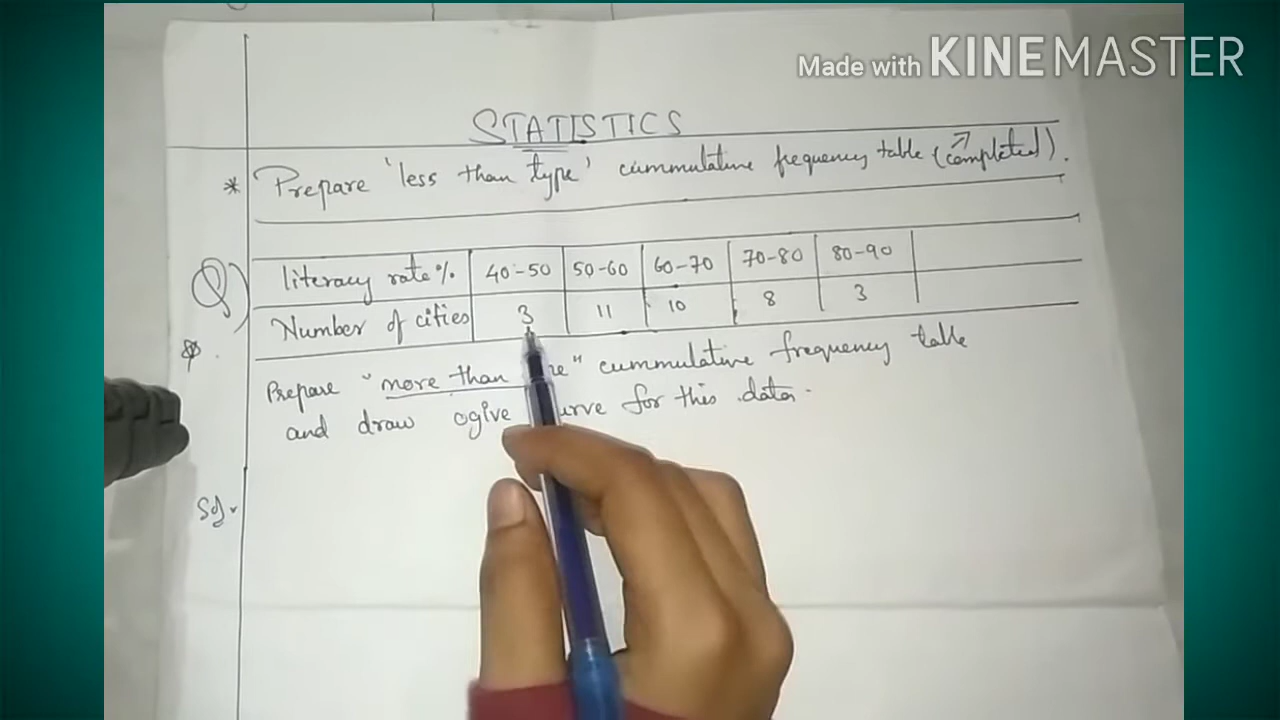 Made with KINEMASTER
STATISTICS
* Prepare 'less than type' cummulative frequency table (completed).
Q) literacy rate% 40-50 50-60 60-70 70-80 80-90
Number of cities 3 11 10 8 3
Prepare "more than" cummulative frequency table
and draw ogive for this data.
Sol.